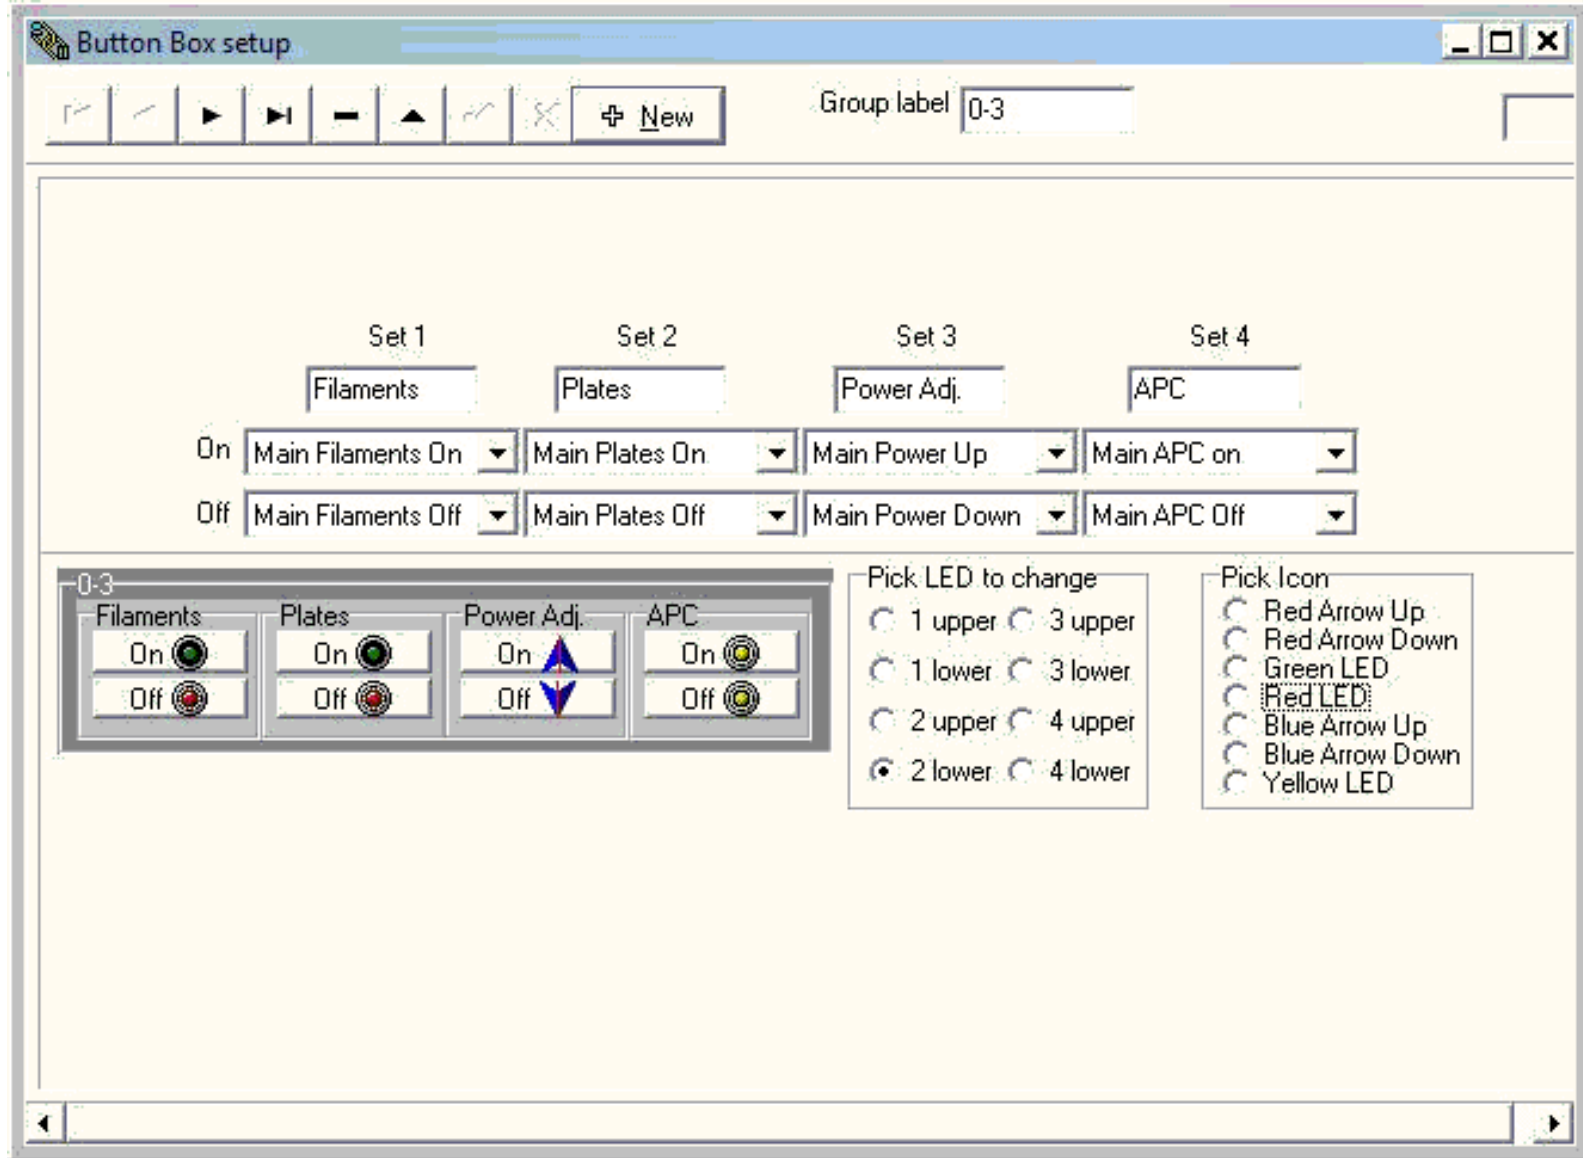 Button Box setup
New
Group label 0-3
Set 1 Set 2 Set 3 Set 4
Filaments Plates Power Adj. APC
On Main Filaments On Main Plates On Main Power Up Main APC on
Off Main Filaments Off Main Plates Off Main Power Down Main APC Off
0-3
Filaments Plates Power Adj. APC
On On On On
Off Off Off Off
Pick LED to change
1 upper 3 upper
1 lower 3 lower
2 upper 4 upper
2 lower 4 lower
Pick Icon
Red Arrow Up
Red Arrow Down
Green LED
Red LED
Blue Arrow Up
Blue Arrow Down
Yellow LED